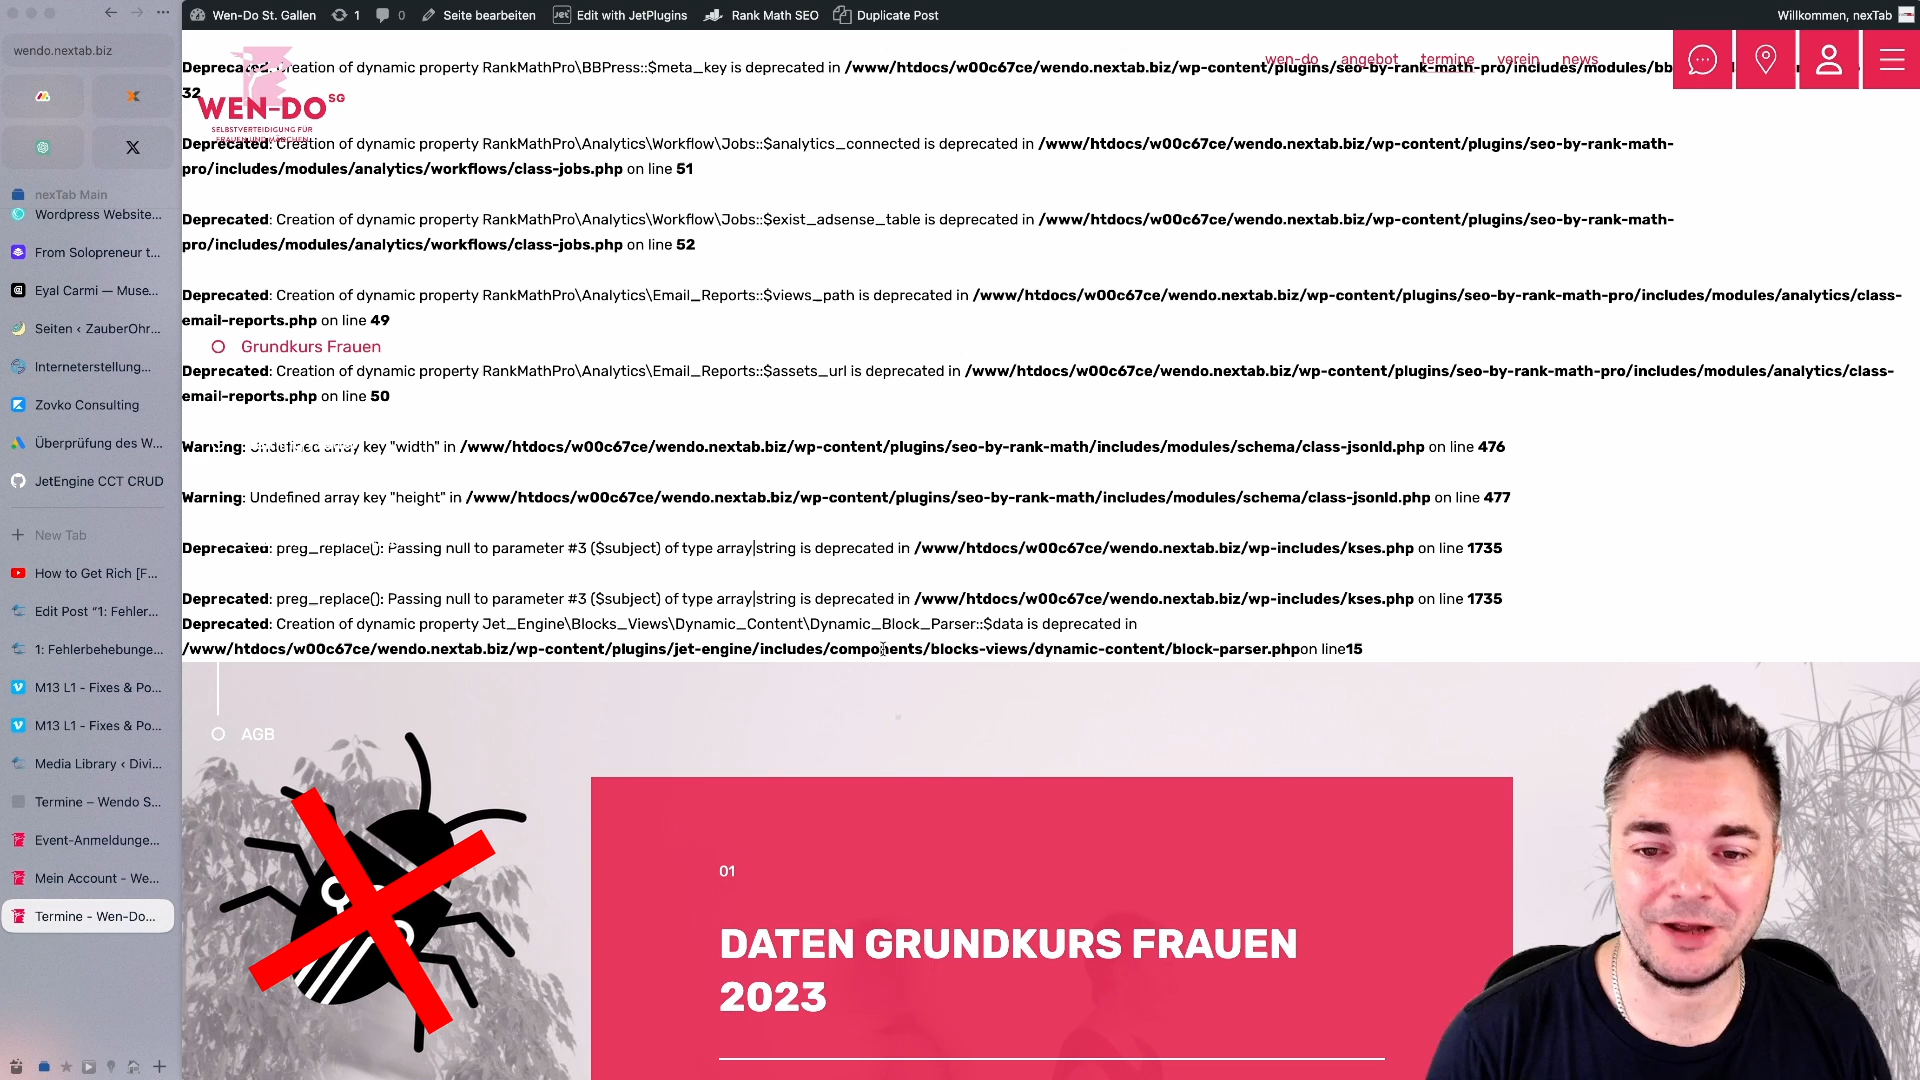 Wen-Do St. Gallen
1
0
Seite bearbeiten
Edit with JetPlugins
Rank Math SEO
Duplicate Post
Willkommen, nexTab
wendo.nextab.biz
nexTab Main
Wordpress Website...
From Solopreneur t...
Eyal Carmi — Muse...
Seiten ‹ ZauberOhr...
Interneterstellung...
Zovko Consulting
Überprüfung des W...
JetEngine CCT CRUD
New Tab
How to Get Rich [F...
Edit Post “1: Fehler...
1: Fehlerbehebunge...
M13 L1 - Fixes & Po...
M13 L1 - Fixes & Po...
Media Library ‹ Divi...
Termine – Wendo S...
Event-Anmeldunge...
Mein Account - We...
Termine - Wen-Do...
wen-do angebot termine verein news
WEN-DO SG
SELBSTVERTEIDIGUNG FÜR
FRAUEN UND MÄDCHEN
Deprecated: Creation of dynamic property RankMathPro\BBPress::$meta_key is deprecated in /www/htdocs/w00c67ce/wendo.nextab.biz/wp-content/plugins/seo-by-rank-math-pro/includes/modules/bb
32
Deprecated: Creation of dynamic property RankMathPro\Analytics\Workflow\Jobs::$analytics_connected is deprecated in /www/htdocs/w00c67ce/wendo.nextab.biz/wp-content/plugins/seo-by-rank-math-
pro/includes/modules/analytics/workflows/class-jobs.php on line 51
Deprecated: Creation of dynamic property RankMathPro\Analytics\Workflow\Jobs::$exist_adsense_table is deprecated in /www/htdocs/w00c67ce/wendo.nextab.biz/wp-content/plugins/seo-by-rank-math-
pro/includes/modules/analytics/workflows/class-jobs.php on line 52
Deprecated: Creation of dynamic property RankMathPro\Analytics\Email_Reports::$views_path is deprecated in /www/htdocs/w00c67ce/wendo.nextab.biz/wp-content/plugins/seo-by-rank-math-pro/includes/modules/analytics/class-
email-reports.php on line 49
Grundkurs Frauen
Deprecated: Creation of dynamic property RankMathPro\Analytics\Email_Reports::$assets_url is deprecated in /www/htdocs/w00c67ce/wendo.nextab.biz/wp-content/plugins/seo-by-rank-math-pro/includes/modules/analytics/class-
email-reports.php on line 50
Warning: Undefined array key "width" in /www/htdocs/w00c67ce/wendo.nextab.biz/wp-content/plugins/seo-by-rank-math/includes/modules/schema/class-jsonld.php on line 476
Warning: Undefined array key "height" in /www/htdocs/w00c67ce/wendo.nextab.biz/wp-content/plugins/seo-by-rank-math/includes/modules/schema/class-jsonld.php on line 477
Deprecated: preg_replace(): Passing null to parameter #3 ($subject) of type array|string is deprecated in /www/htdocs/w00c67ce/wendo.nextab.biz/wp-includes/kses.php on line 1735
Deprecated: preg_replace(): Passing null to parameter #3 ($subject) of type array|string is deprecated in /www/htdocs/w00c67ce/wendo.nextab.biz/wp-includes/kses.php on line 1735
Deprecated: Creation of dynamic property Jet_Engine\Blocks_Views\Dynamic_Content\Dynamic_Block_Parser::$data is deprecated in
/www/htdocs/w00c67ce/wendo.nextab.biz/wp-content/plugins/jet-engine/includes/components/blocks-views/dynamic-content/block-parser.phpon line15
AGB
01
DATEN GRUNDKURS FRAUEN
2023